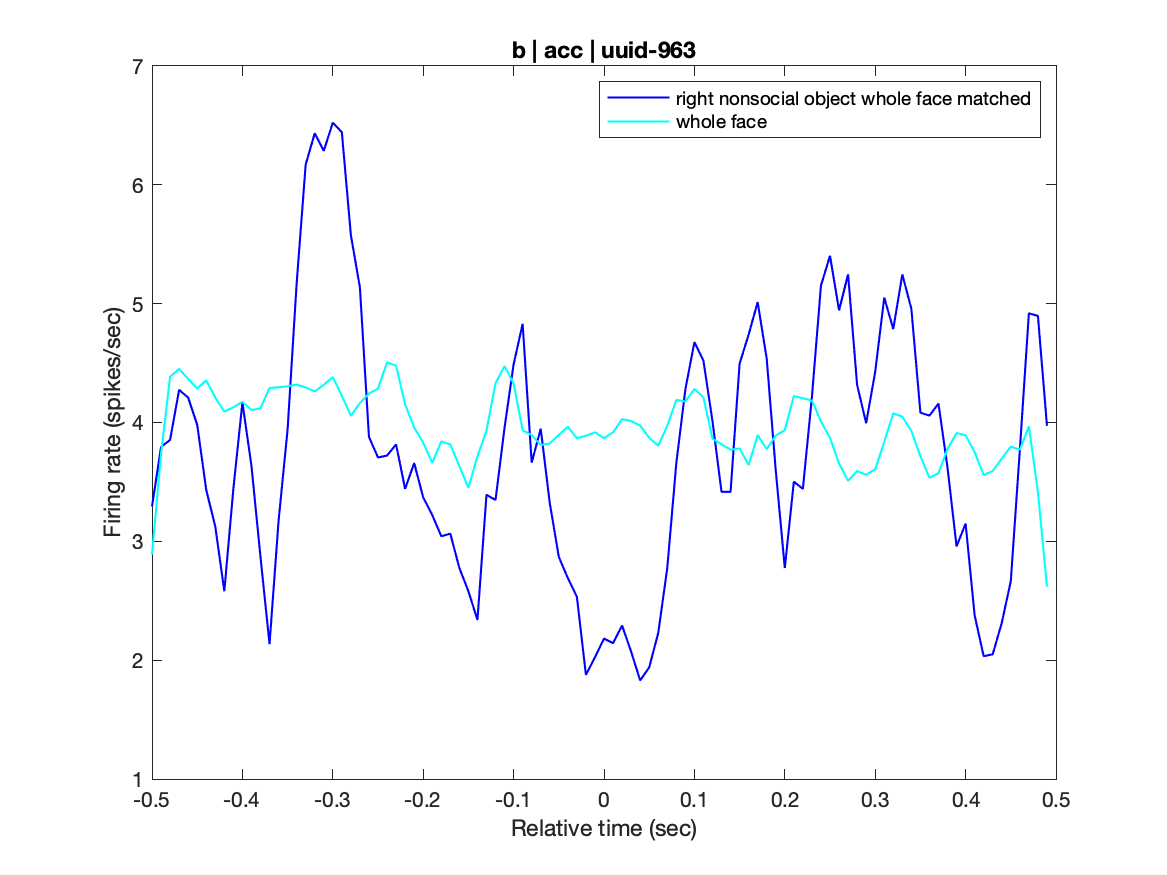 b | acc | uuid-963
right nonsocial object whole face matched
whole face
Firing rate (spikes/sec)
7
6
5
4
3
2
1
-0.5 -0.4 -0.3 -0.2 -0.1 0 0.1 0.2 0.3 0.4 0.5
Relative time (sec)